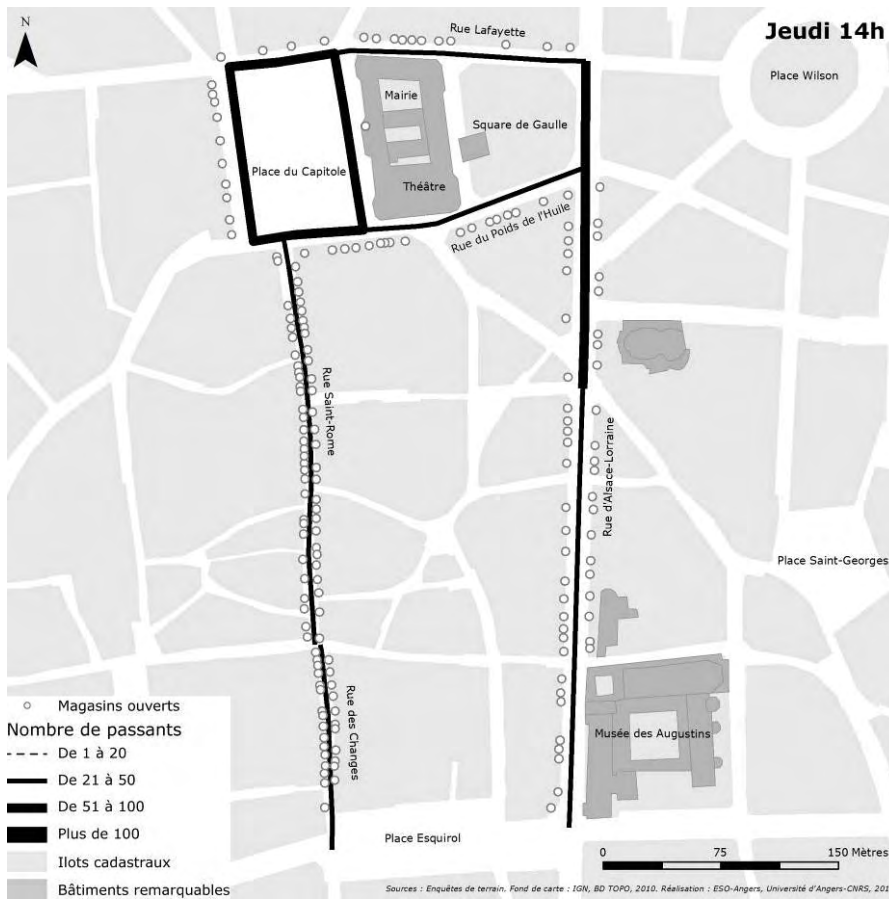 N
Rue Lafayette
Jeudi 14h
Place Wilson
Mairie
Square de Gaulle
Place du Capitole
Théâtre
Rue du Poids de l'Huile
Rue Saint-Rome
Rue d'Alsace-Lorraine
Place Saint-Georges
Rue des Changes
Musée des Augustins
Place Esquirol
Magasins ouverts
Nombre de passants
De 1 à 20
De 21 à 50
De 51 à 100
Plus de 100
Ilots cadastraux
Bâtiments remarquables
0 75 150 Mètres
Sources : Enquêtes de terrain. Fond de carte : IGN, BD TOPO, 2010. Réalisation : ESO-Angers, Université d'Angers-CNRS, 201